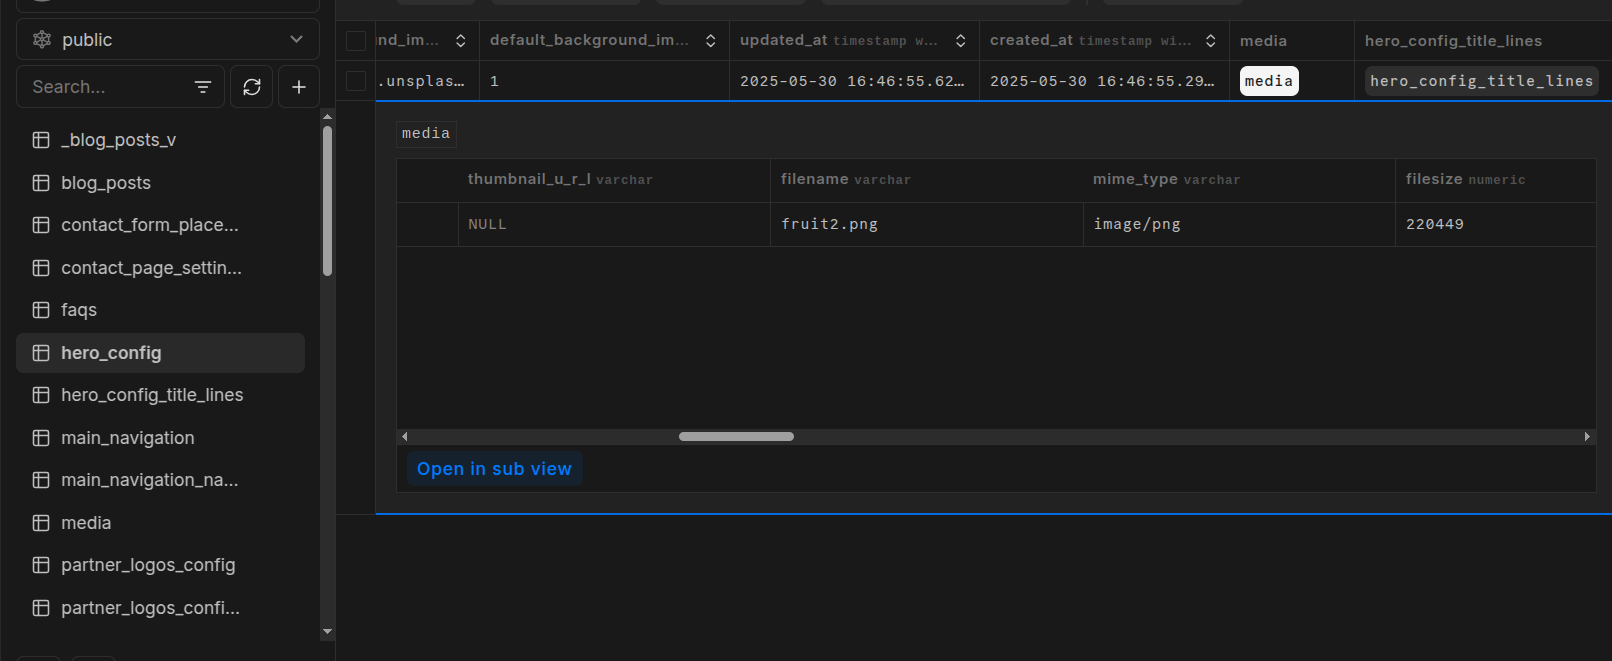 public
Search...
_blog_posts_v
blog_posts
contact_form_place...
contact_page_settin...
faqs
hero_config
hero_config_title_lines
main_navigation
main_navigation_na...
media
partner_logos_config
partner_logos_confi...
nd_im... default_background_im... updated_at timestamp w... created_at timestamp wi... media hero_config_title_lines
.unsplas... 1 2025-05-30 16:46:55.62... 2025-05-30 16:46:55.29... media hero_config_title_lines
media
thumbnail_u_r_l varchar filename varchar mime_type varchar filesize numeric
NULL fruit2.png image/png 220449
Open in sub view